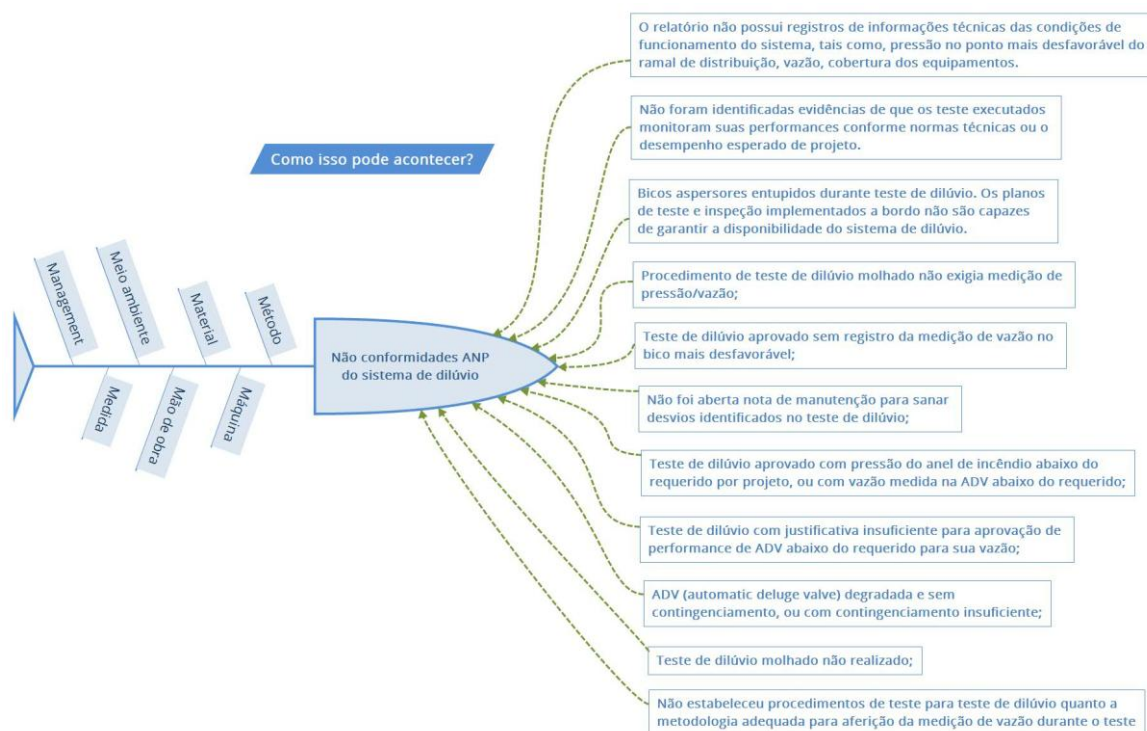 O relatório não possui registros de informações técnicas das condições de
funcionamento do sistema, tais como, pressão no ponto mais desfavorável do
ramal de distribuição, vazão, cobertura dos equipamentos.
Não foram identificadas evidências de que os teste executados
monitoram suas performances conforme normas técnicas ou o
desempenho esperado de projeto.
Como isso pode acontecer?
Bicos aspersores entupidos durante teste de dilúvio. Os planos
de teste e inspeção implementados a bordo não são capazes
de garantir a disponibilidade do sistema de dilúvio.
Management
Meio ambiente
Material
Método
Procedimento de teste de dilúvio molhado não exigia medição de
pressão/vazão;
Não conformidades ANP
do sistema de dilúvio
Teste de dilúvio aprovado sem registro da medição de vazão no
bico mais desfavorável;
Medida
Mão de obra
Máquina
Não foi aberta nota de manutenção para sanar
desvios identificados no teste de dilúvio;
Teste de dilúvio aprovado com pressão do anel de incêndio abaixo do
requerido por projeto, ou com vazão medida na ADV abaixo do requerido;
Teste de dilúvio com justificativa insuficiente para aprovação de
performance de ADV abaixo do requerido para sua vazão;
ADV (automatic deluge valve) degradada e sem
contingenciamento, ou com contingenciamento insuficiente;
Teste de dilúvio molhado não realizado;
Não estabeleceu procedimentos de teste para teste de dilúvio quanto a
metodologia adequada para aferição da medição de vazão durante o teste